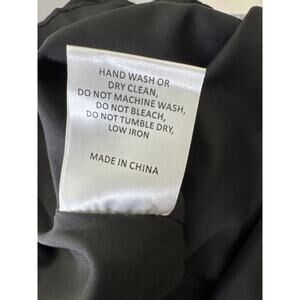 HAND WASH OR
DRY CLEAN,
DO NOT MACHINE WASH,
DO NOT BLEACH,
DO NOT TUMBLE DRY,
LOW IRON
MADE IN CHINA